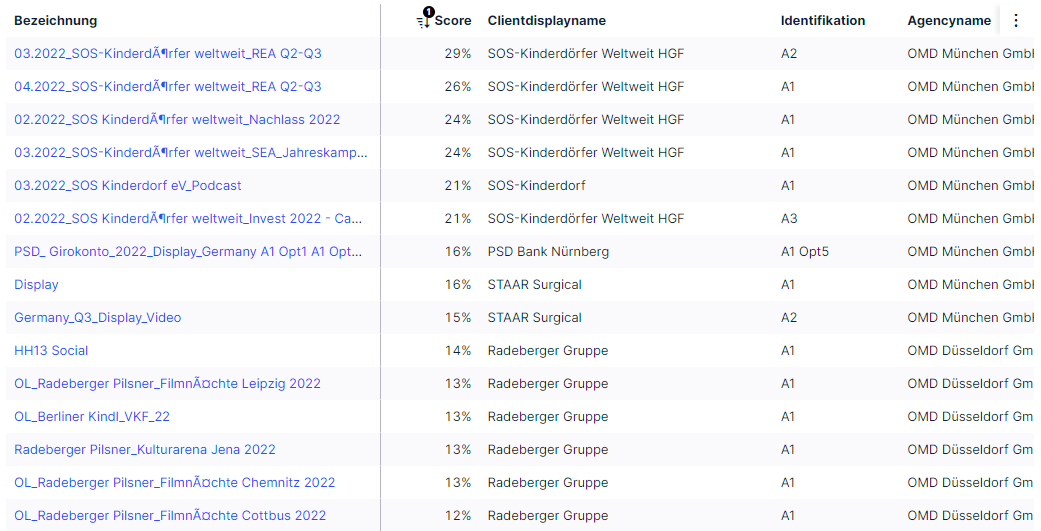 Bezeichnung 1 Score Clientdisplayname Identifikation Agencyname
03.2022_SOS-KinderdÃ¶rfer weltweit_REA Q2-Q3 29% SOS-Kinderdörfer Weltweit HGF A2 OMD München GmbH
04.2022_SOS-KinderdÃ¶rfer weltweit_REA Q2-Q3 26% SOS-Kinderdörfer Weltweit HGF A1 OMD München GmbH
02.2022_SOS KinderdÃ¶rfer weltweit_Nachlass 2022 24% SOS-Kinderdörfer Weltweit HGF A1 OMD München GmbH
03.2022_SOS-KinderdÃ¶rfer weltweit_SEA_Jahreskamp... 24% SOS-Kinderdörfer Weltweit HGF A1 OMD München GmbH
03.2022_SOS Kinderdorf eV_Podcast 21% SOS-Kinderdorf A1 OMD München GmbH
02.2022_SOS KinderdÃ¶rfer weltweit_Invest 2022 - Ca... 21% SOS-Kinderdörfer Weltweit HGF A3 OMD München GmbH
PSD_ Girokonto_2022_Display_Germany A1 Opt1 A1 Opt... 16% PSD Bank Nürnberg A1 Opt5 OMD München GmbH
Display 16% STAAR Surgical A1 OMD München GmbH
Germany_Q3_Display_Video 15% STAAR Surgical A2 OMD München GmbH
HH13 Social 14% Radeberger Gruppe A1 OMD Düsseldorf Gm
OL_Radeberger Pilsner_FilmnÃ¤chte Leipzig 2022 13% Radeberger Gruppe A1 OMD Düsseldorf Gm
OL_Berliner Kindl_VKF_22 13% Radeberger Gruppe A1 OMD Düsseldorf Gm
Radeberger Pilsner_Kulturarena Jena 2022 13% Radeberger Gruppe A1 OMD Düsseldorf Gm
OL_Radeberger Pilsner_FilmnÃ¤chte Chemnitz 2022 13% Radeberger Gruppe A1 OMD Düsseldorf Gm
OL_Radeberger Pilsner_FilmnÃ¤chte Cottbus 2022 12% Radeberger Gruppe A1 OMD Düsseldorf Gm